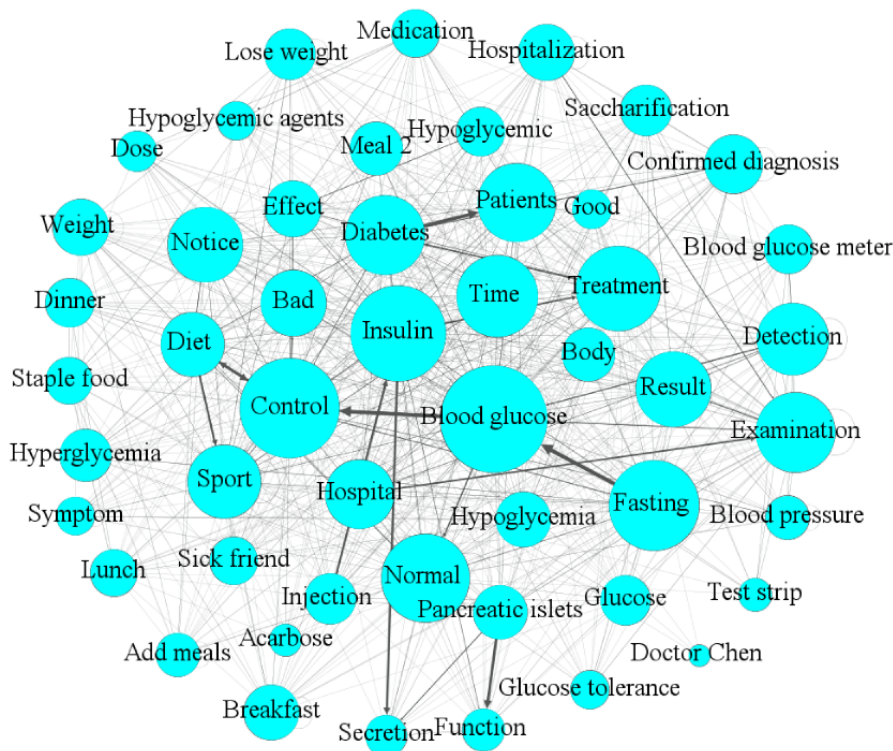 Medication
Lose weight
Hospitalization
Saccharification
Hypoglycemic agents
Hypoglycemic
Dose
Meal 2
Confirmed diagnosis
Patients
Effect
Good
Weight
Notice
Diabetes
Blood glucose meter
Treatment
Dinner
Bad
Time
Insulin
Detection
Diet
Body
Staple food
Result
Control
Blood glucose
Examination
Hyperglycemia
Sport
Hospital
Fasting
Symptom
Hypoglycemia
Blood pressure
Sick friend
Lunch
Normal
Injection
Pancreatic islets
Glucose
Test strip
Acarbose
Add meals
Doctor Chen
Glucose tolerance
Breakfast
Secretion
Function